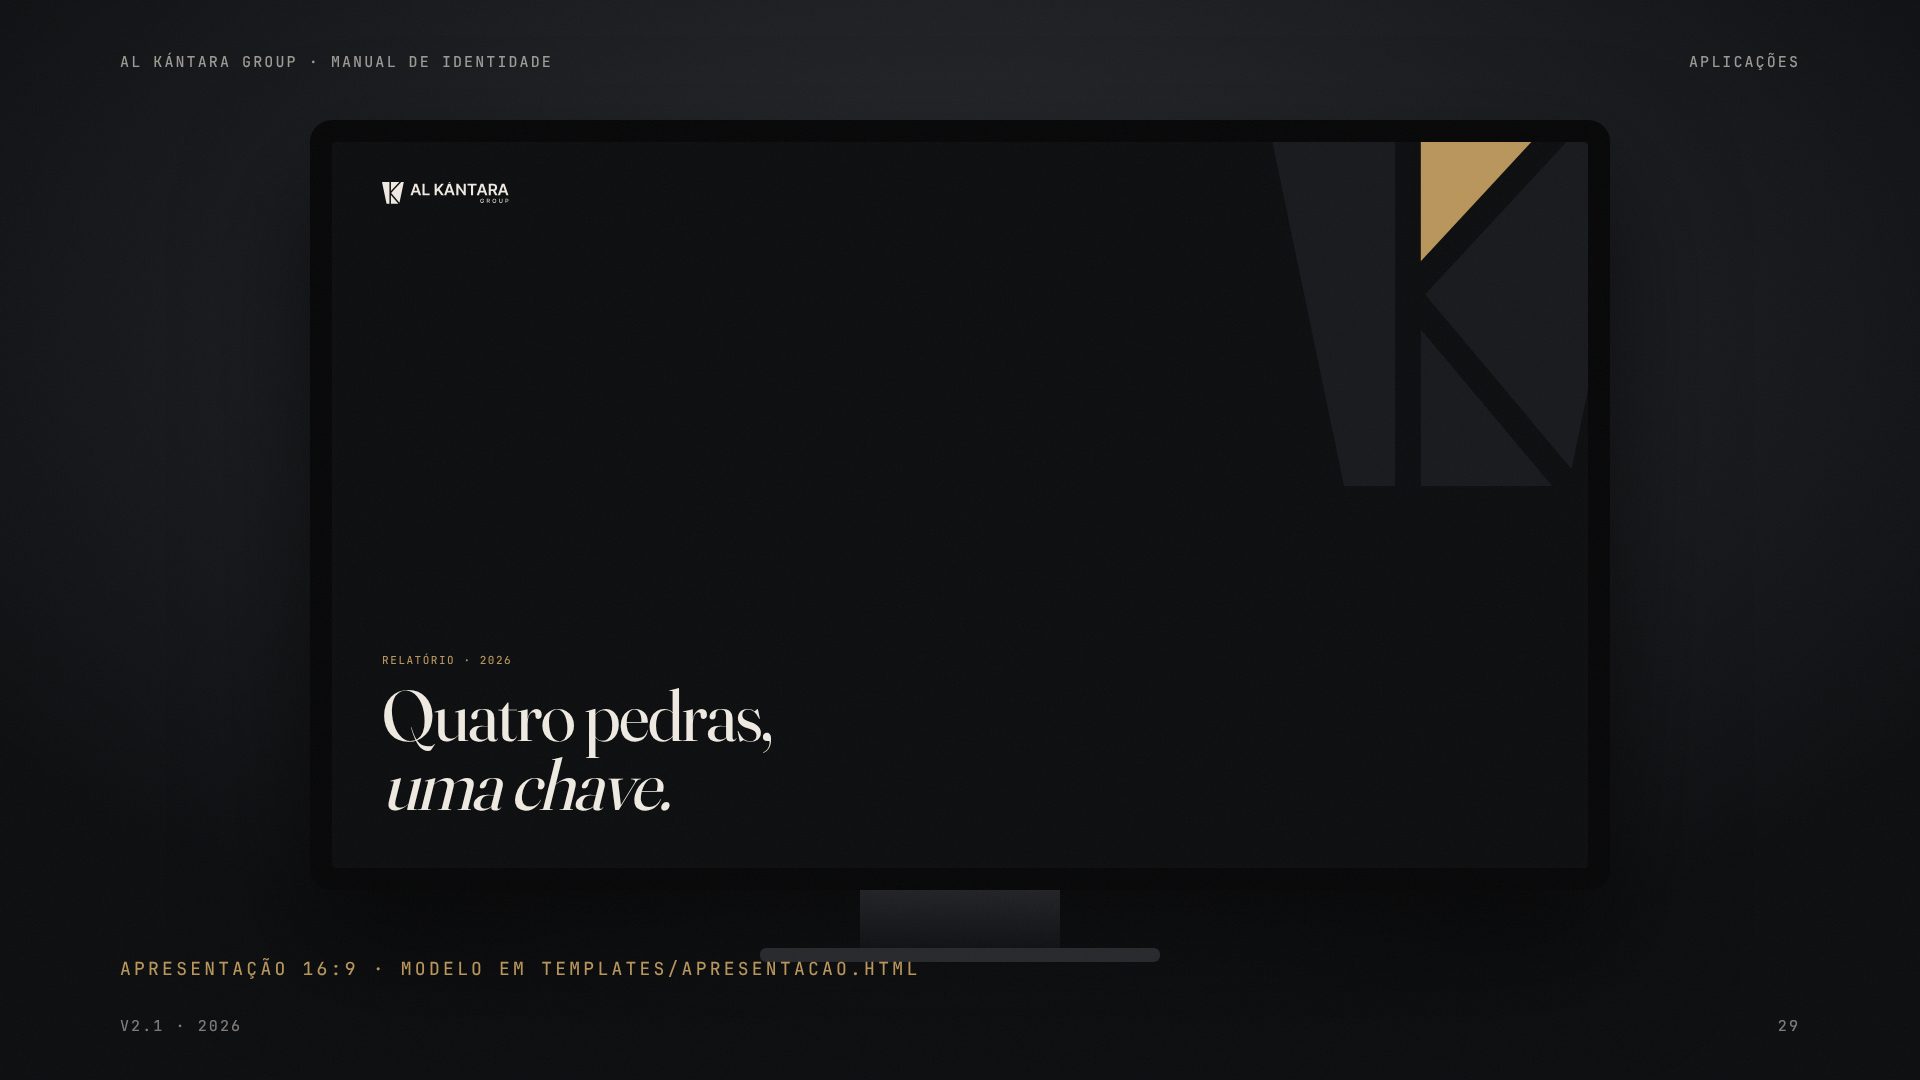 AL KÁNTARA GROUP · MANUAL DE IDENTIDADE
APLICAÇÕES
AL KÁNTARA
GROUP
RELATÓRIO · 2026
Quatro pedras,
uma chave.
APRESENTAÇÃO 16:9 · MODELO EM TEMPLATES/APRESENTACAO.HTML
V2.1 · 2026
29